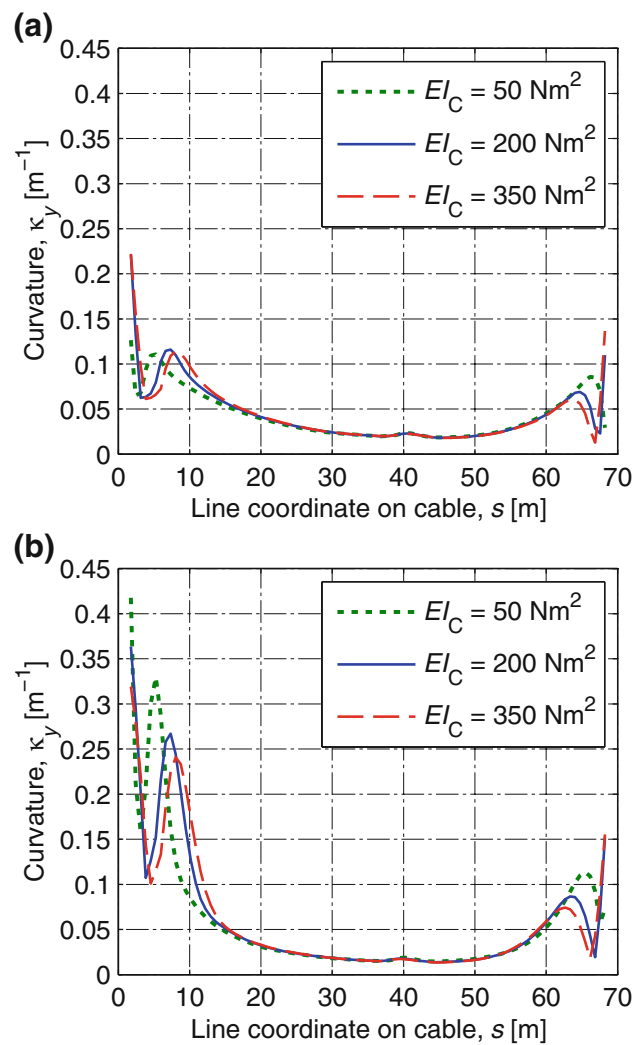 (a)
0.45
0.4
0.35
0.3
0.25
0.2
0.15
0.1
0.05
0
Curvature, κy [m−1]
EIC = 50 Nm2
EIC = 200 Nm2
EIC = 350 Nm2
0 10 20 30 40 50 60 70
Line coordinate on cable, s [m]
(b)
0.45
0.4
0.35
0.3
0.25
0.2
0.15
0.1
0.05
0
Curvature, κy [m−1]
EIC = 50 Nm2
EIC = 200 Nm2
EIC = 350 Nm2
0 10 20 30 40 50 60 70
Line coordinate on cable, s [m]